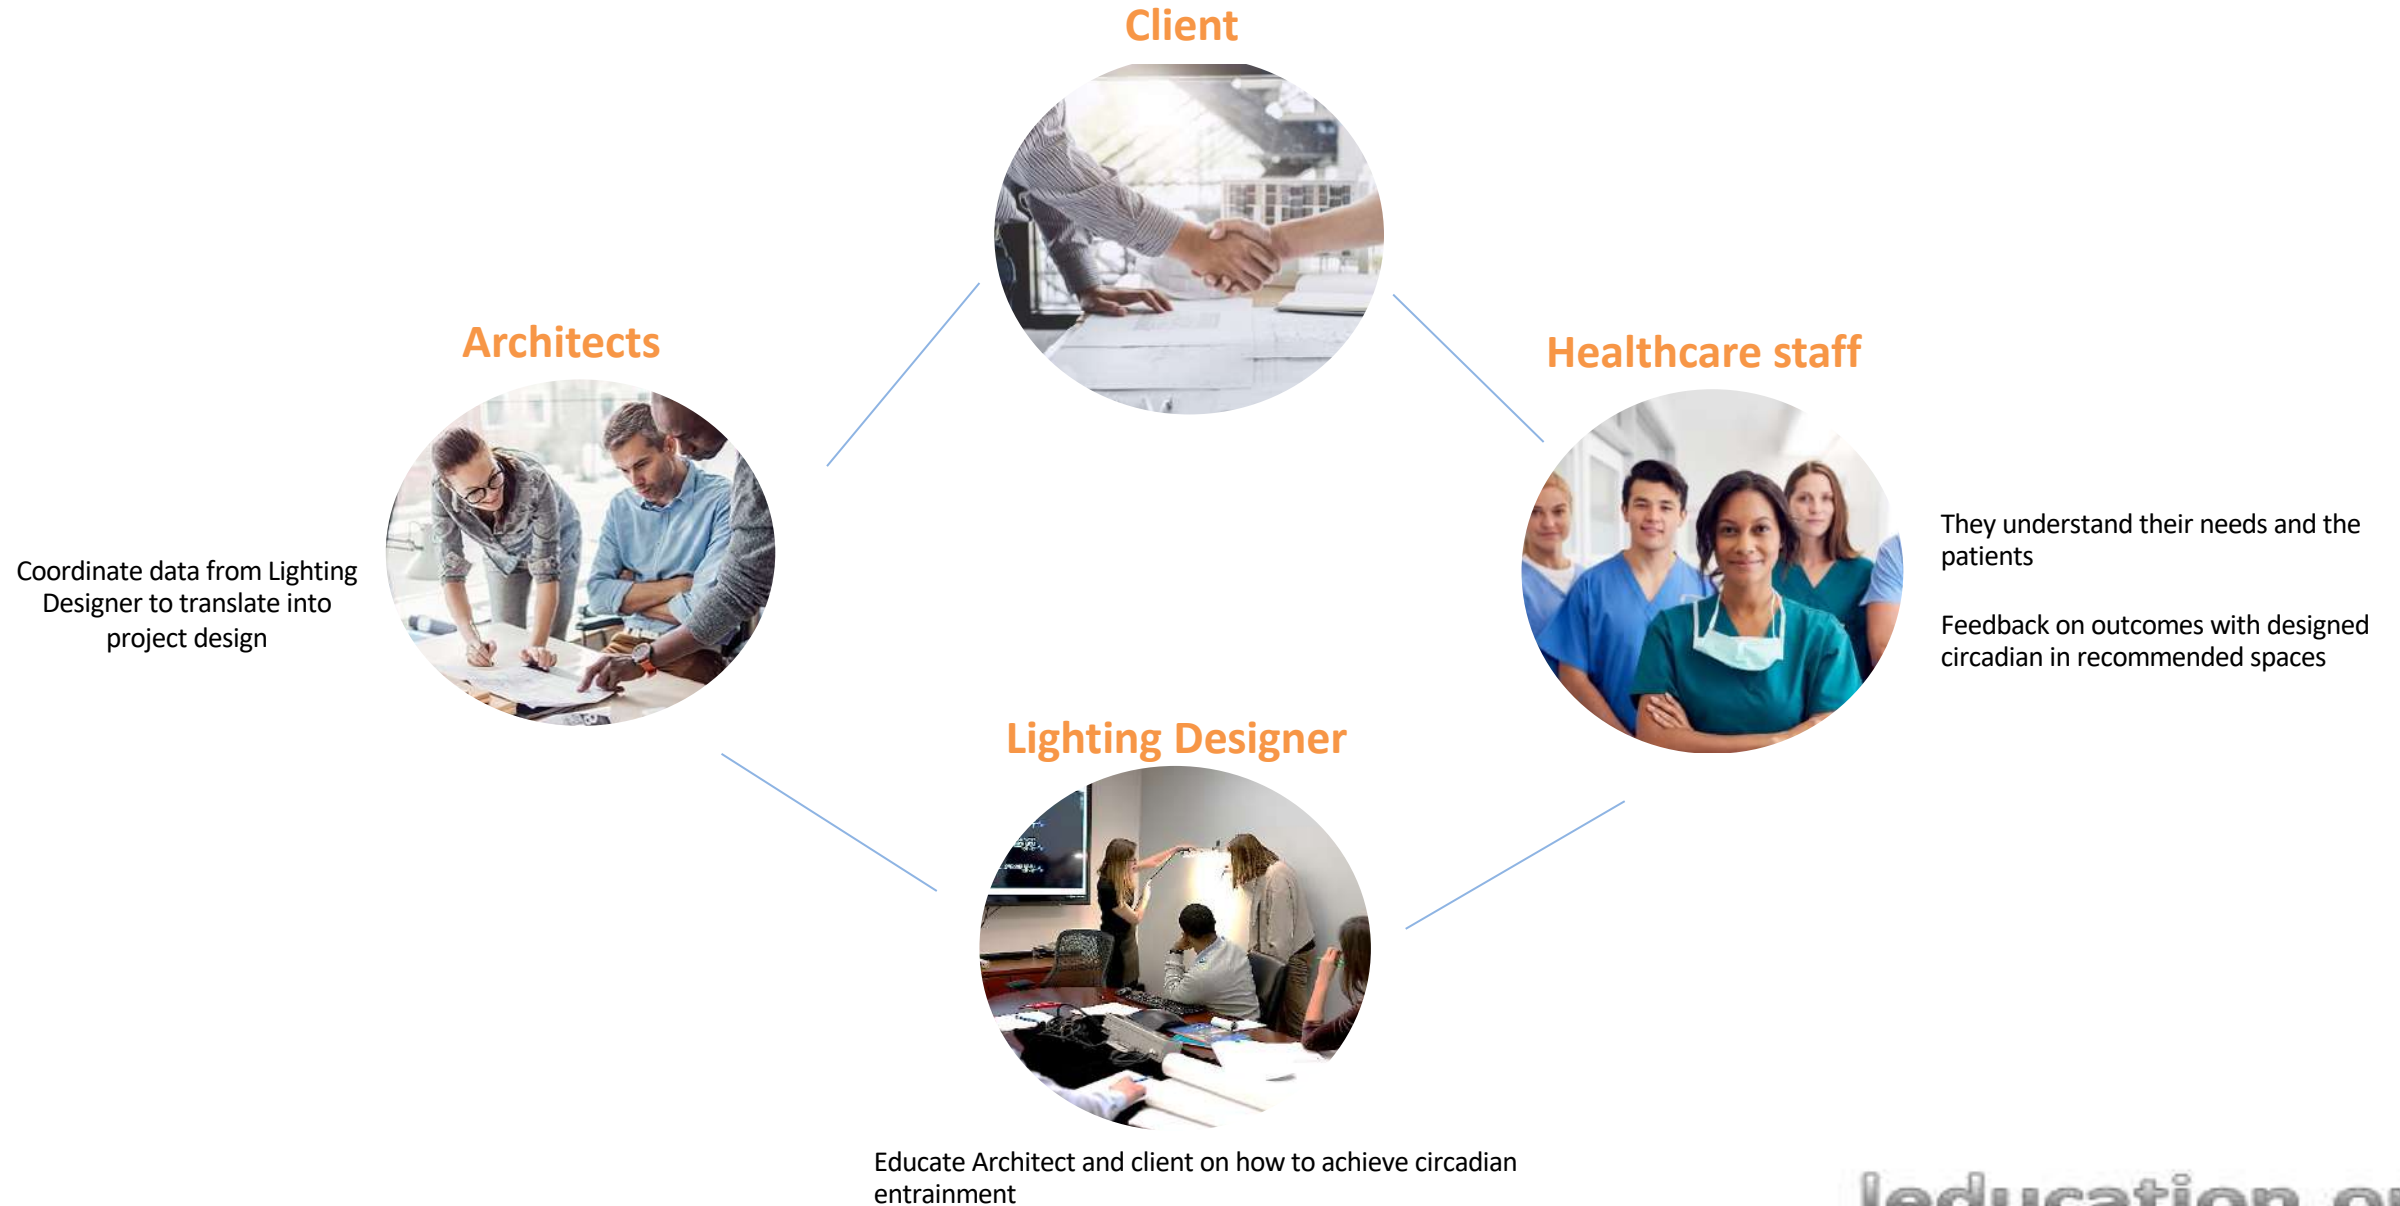 Client
Architects
Healthcare staff
Coordinate data from Lighting
Designer to translate into
project design
They understand their needs and the
patients
Feedback on outcomes with designed
circadian in recommended spaces
Lighting Designer
Educate Architect and client on how to achieve circadian
entrainment